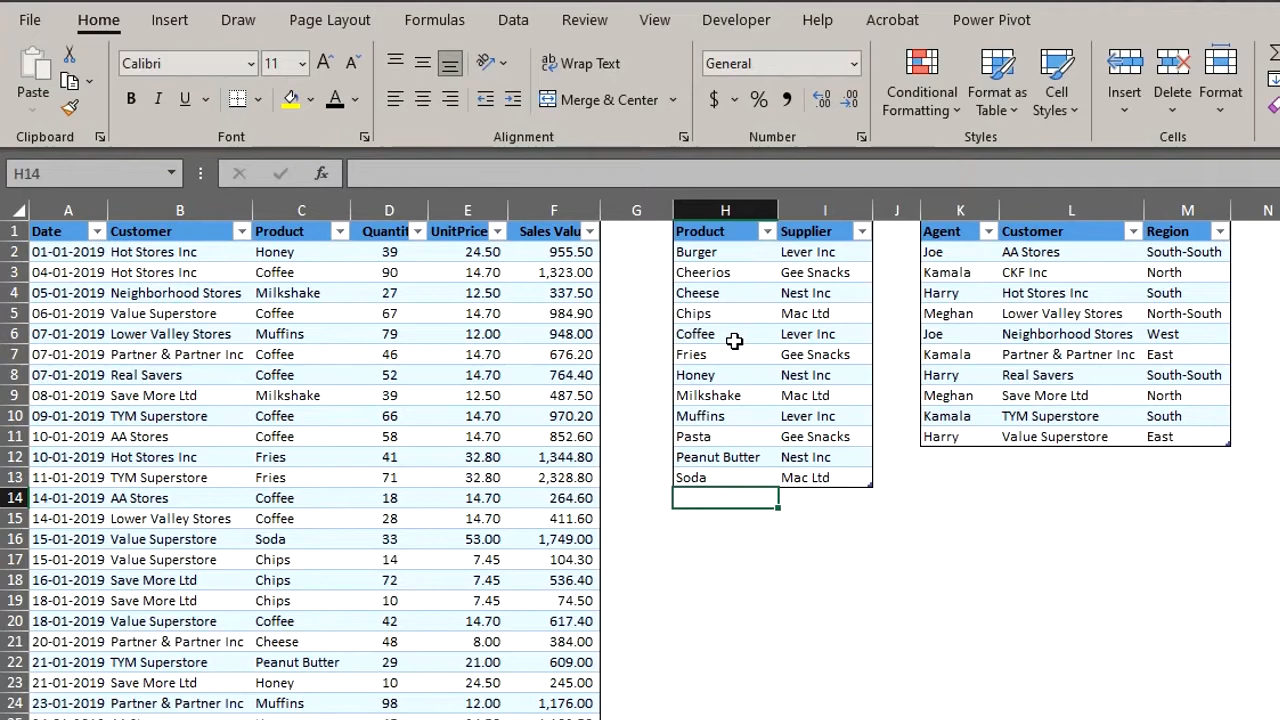 File Home Insert Draw Page Layout Formulas Data Review View Developer Help Acrobat Power Pivot
Calibri 11 A A Wrap Text General
Paste B I U A Merge & Center $ % Conditional Formatting Format as Table Cell Styles Insert Delete Format
Clipboard Font Alignment Number Styles Cells
H14 fx
A B C D E F G H I J K L M N
1 Date Customer Product Quantit UnitPrice Sales Valu Product Supplier Agent Customer Region
2 01-01-2019 Hot Stores Inc Honey 39 24.50 955.50 Burger Lever Inc Joe AA Stores South-South
3 04-01-2019 Hot Stores Inc Coffee 90 14.70 1,323.00 Cheerios Gee Snacks Kamala CKF Inc North
4 05-01-2019 Neighborhood Stores Milkshake 27 12.50 337.50 Cheese Nest Inc Harry Hot Stores Inc South
5 06-01-2019 Value Superstore Coffee 67 14.70 984.90 Chips Mac Ltd Meghan Lower Valley Stores North-South
6 07-01-2019 Lower Valley Stores Muffins 79 12.00 948.00 Coffee Lever Inc Joe Neighborhood Stores West
7 07-01-2019 Partner & Partner Inc Coffee 46 14.70 676.20 Fries Gee Snacks Kamala Partner & Partner Inc East
8 07-01-2019 Real Savers Coffee 52 14.70 764.40 Honey Nest Inc Harry Real Savers South-South
9 08-01-2019 Save More Ltd Milkshake 39 12.50 487.50 Milkshake Mac Ltd Meghan Save More Ltd North
10 09-01-2019 TYM Superstore Coffee 66 14.70 970.20 Muffins Lever Inc Kamala TYM Superstore South
11 10-01-2019 AA Stores Coffee 58 14.70 852.60 Pasta Gee Snacks Harry Value Superstore East
12 10-01-2019 Hot Stores Inc Fries 41 32.80 1,344.80 Peanut Butter Nest Inc
13 11-01-2019 TYM Superstore Fries 71 32.80 2,328.80 Soda Mac Ltd
14 14-01-2019 AA Stores Coffee 18 14.70 264.60
15 14-01-2019 Lower Valley Stores Coffee 28 14.70 411.60
16 15-01-2019 Value Superstore Soda 33 53.00 1,749.00
17 15-01-2019 Value Superstore Chips 14 7.45 104.30
18 16-01-2019 Save More Ltd Chips 72 7.45 536.40
19 18-01-2019 Save More Ltd Chips 10 7.45 74.50
20 18-01-2019 Value Superstore Coffee 42 14.70 617.40
21 20-01-2019 Partner & Partner Inc Cheese 48 8.00 384.00
22 21-01-2019 TYM Superstore Peanut Butter 29 21.00 609.00
23 21-01-2019 Save More Ltd Honey 10 24.50 245.00
24 23-01-2019 Partner & Partner Inc Muffins 98 12.00 1,176.00